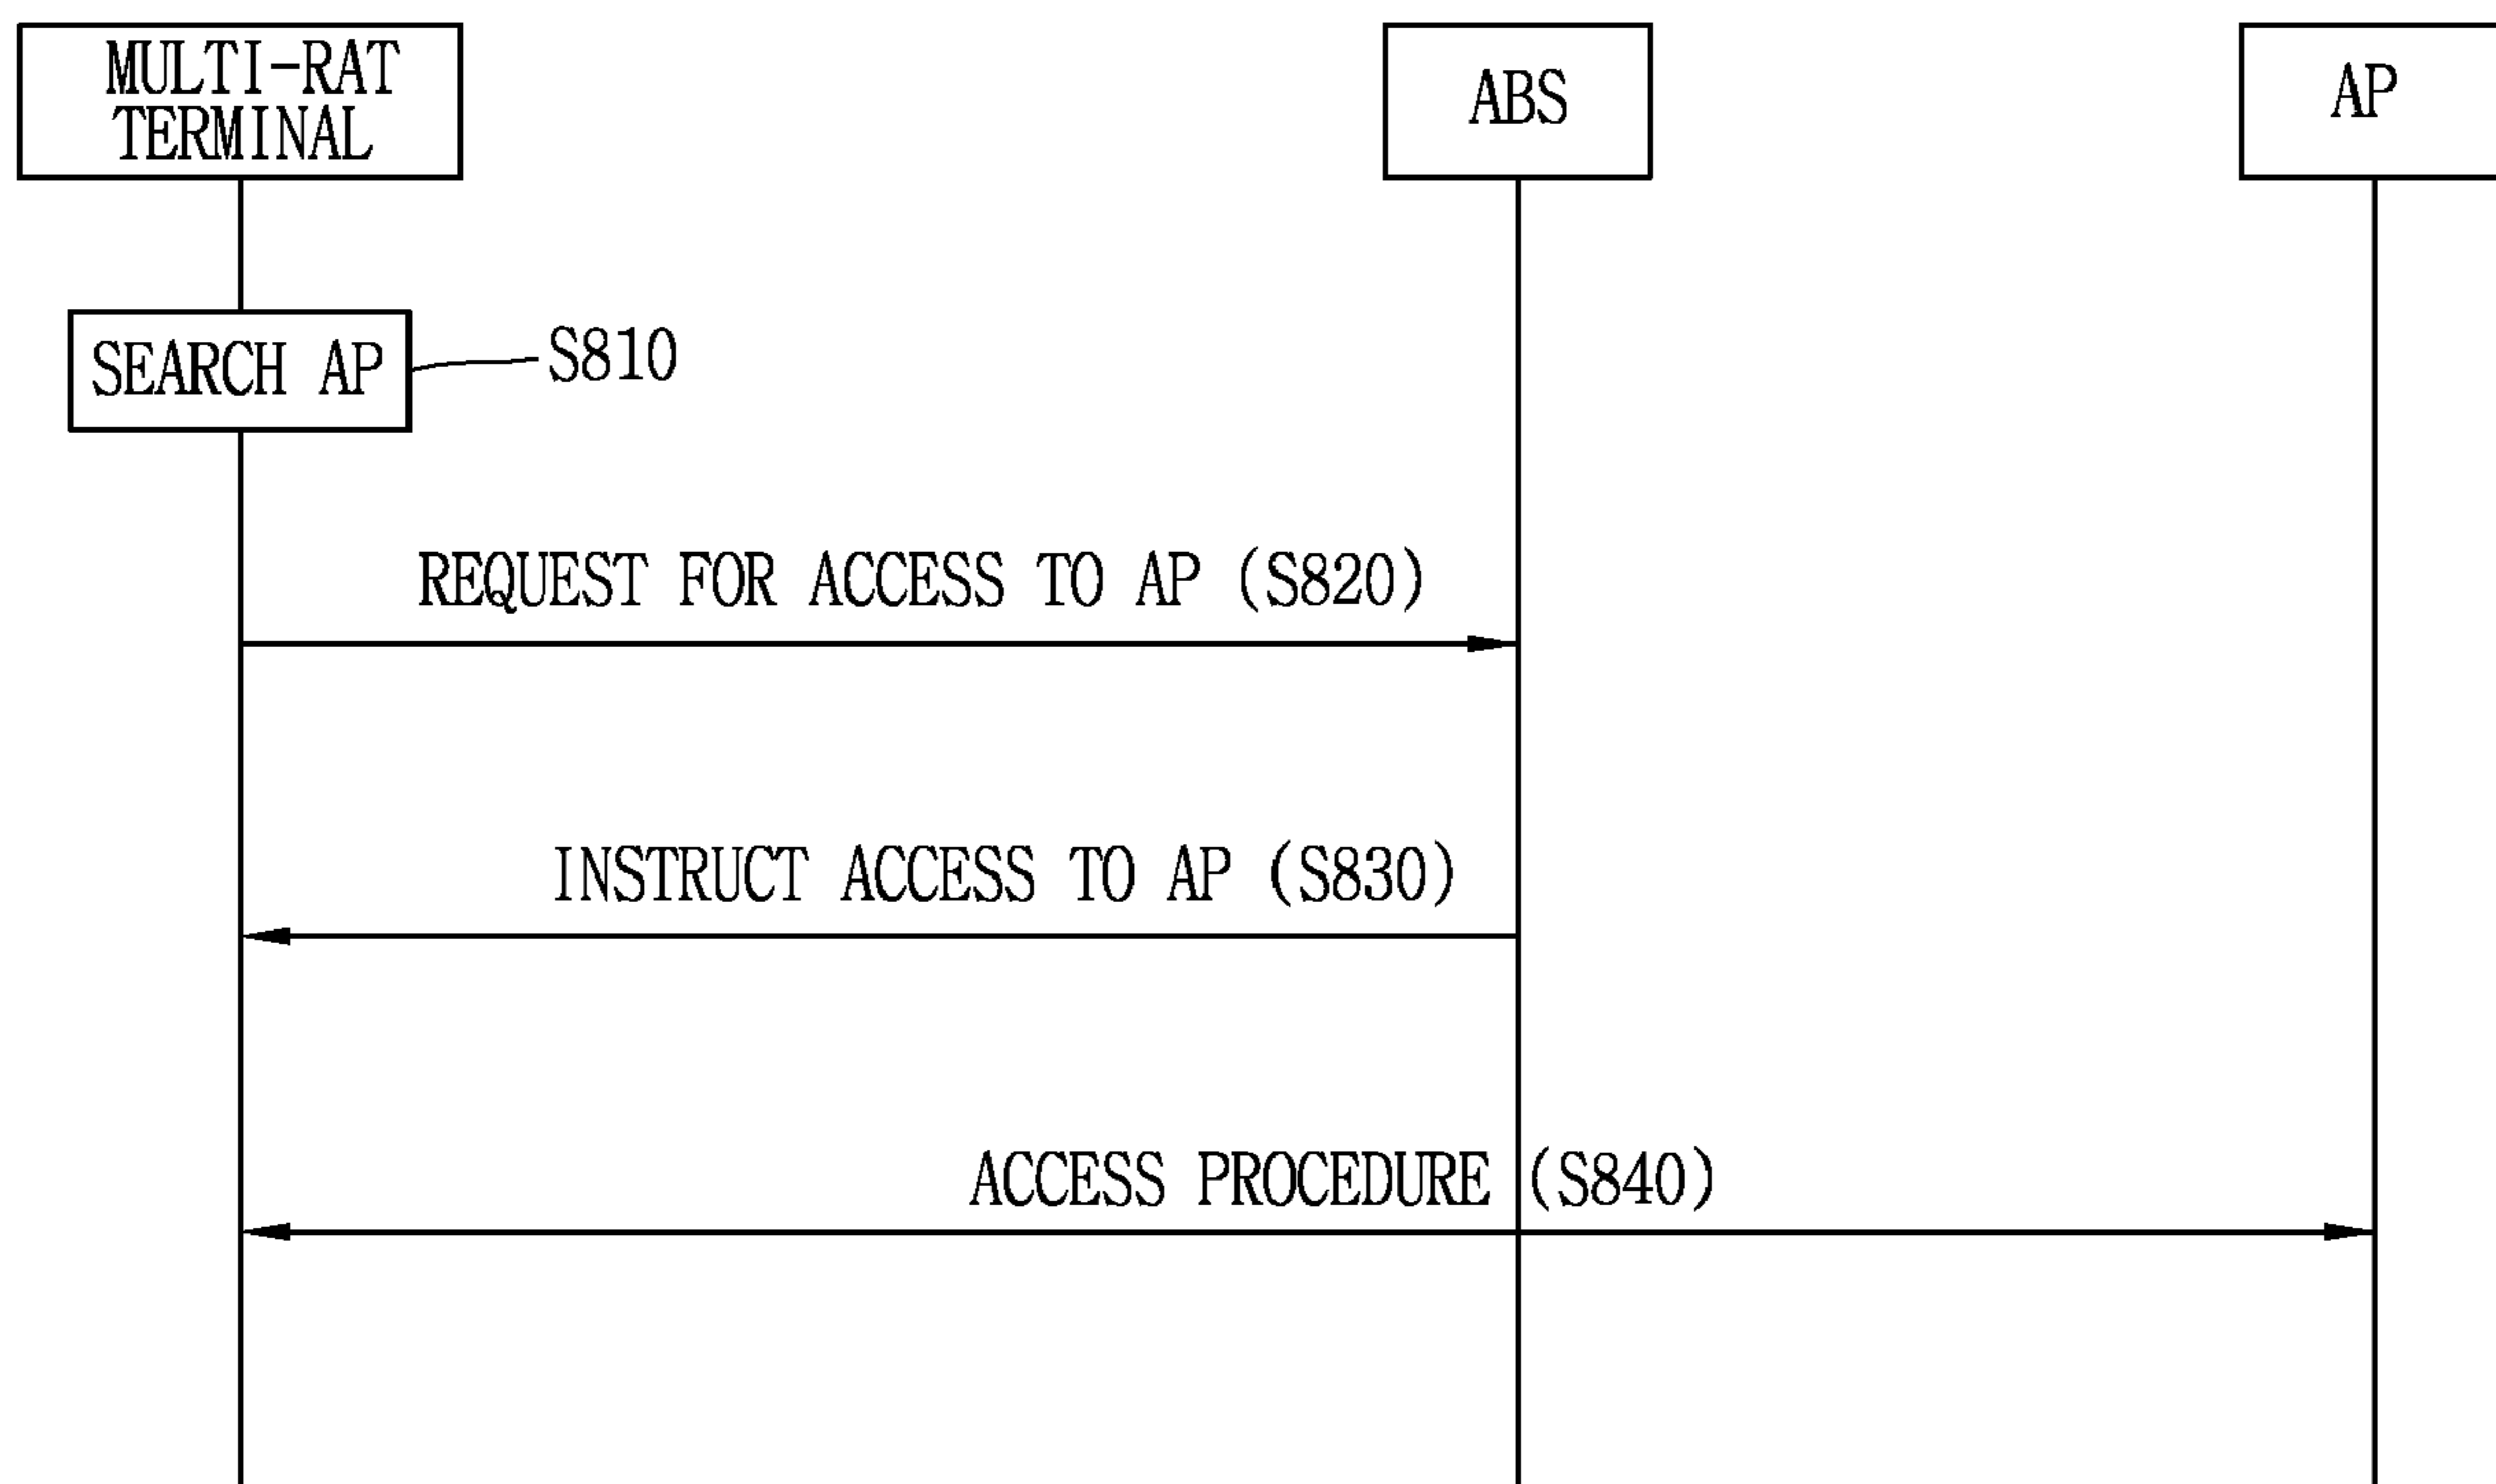 MULTI-RAT
TERMINAL
ABS
AP
SEARCH AP
S810
REQUEST FOR ACCESS TO AP (S820)
INSTRUCT ACCESS TO AP (S830)
ACCESS PROCEDURE (S840)